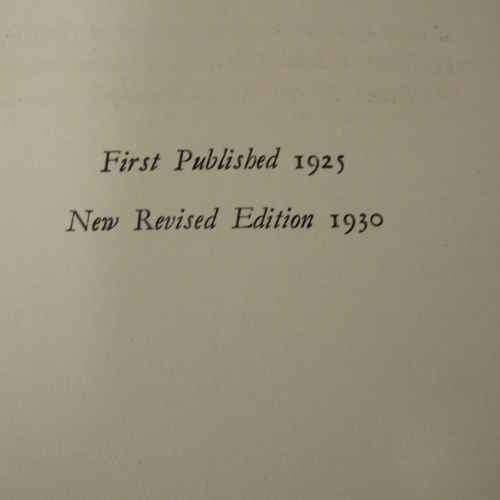 First Published 1925
New Revised Edition 1930